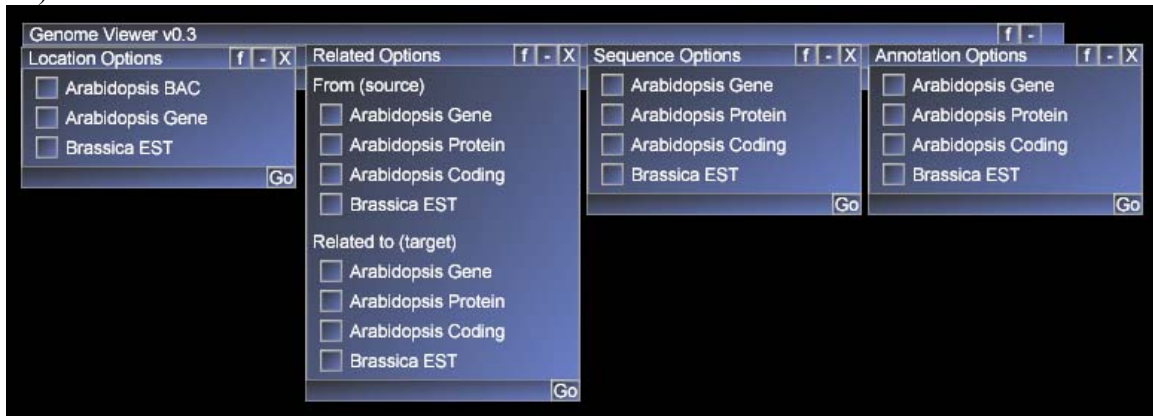 Genome Viewer v0.3 f -
Location Options f - X
Arabidopsis BAC
Arabidopsis Gene
Brassica EST
Go
Related Options f - X
From (source)
Arabidopsis Gene
Arabidopsis Protein
Arabidopsis Coding
Brassica EST
Related to (target)
Arabidopsis Gene
Arabidopsis Protein
Arabidopsis Coding
Brassica EST
Go
Sequence Options f - X
Arabidopsis Gene
Arabidopsis Protein
Arabidopsis Coding
Brassica EST
Go
Annotation Options f - X
Arabidopsis Gene
Arabidopsis Protein
Arabidopsis Coding
Brassica EST
Go